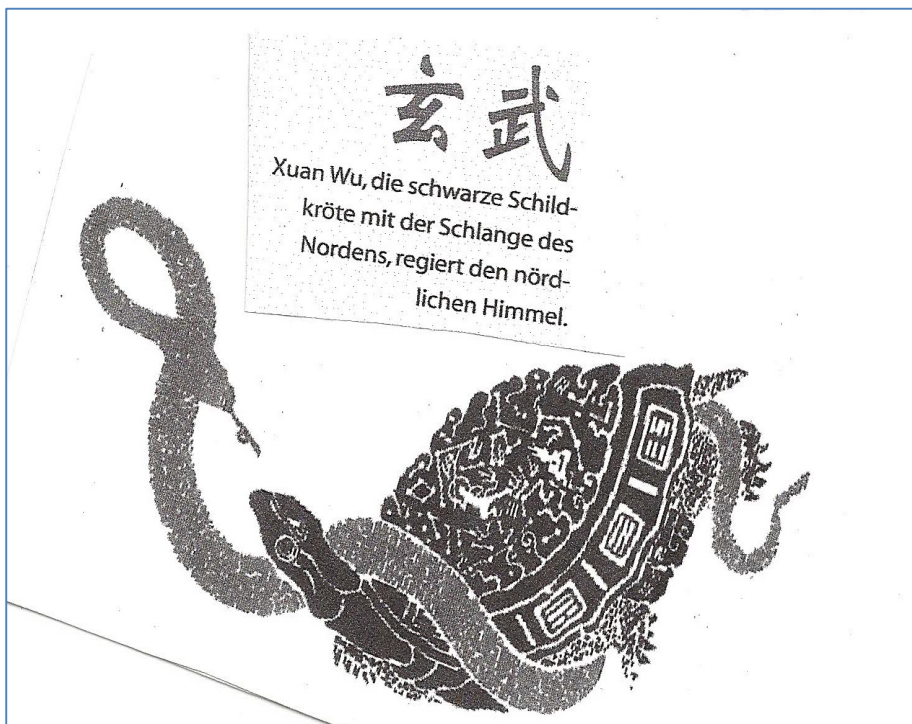 玄武
Xuan Wu, die schwarze Schild-
kröte mit der Schlange des
Nordens, regiert den nörd-
lichen Himmel.